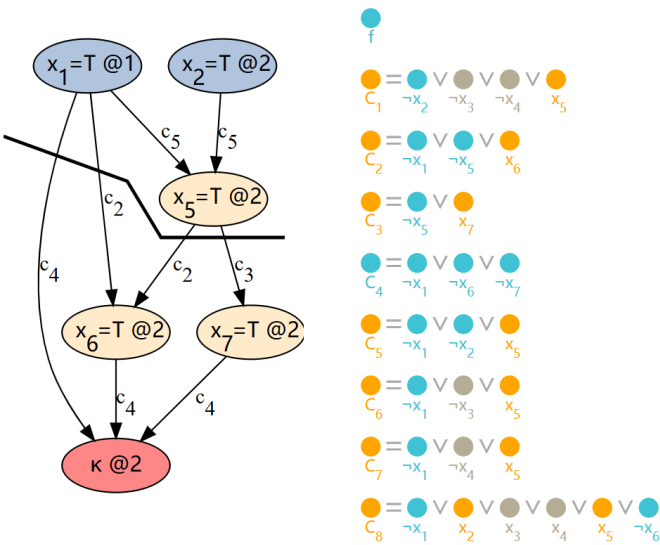 x₁=T @1
x₂=T @2
c₅
c₅
x₅=T @2
c₂
c₄
c₂
c₃
x₆=T @2
x₇=T @2
c₄
c₄
κ @2
f
C₁ = ¬x₂ ∨ ¬x₃ ∨ ¬x₄ ∨ x₅
C₂ = ¬x₁ ∨ ¬x₅ ∨ x₆
C₃ = ¬x₅ ∨ x₇
C₄ = ¬x₁ ∨ ¬x₆ ∨ ¬x₇
C₅ = ¬x₁ ∨ ¬x₂ ∨ x₅
C₆ = ¬x₁ ∨ ¬x₃ ∨ x₅
C₇ = ¬x₁ ∨ ¬x₄ ∨ x₅
C₈ = ¬x₁ ∨ x₂ ∨ x₃ ∨ x₄ ∨ x₅ ∨ ¬x₆